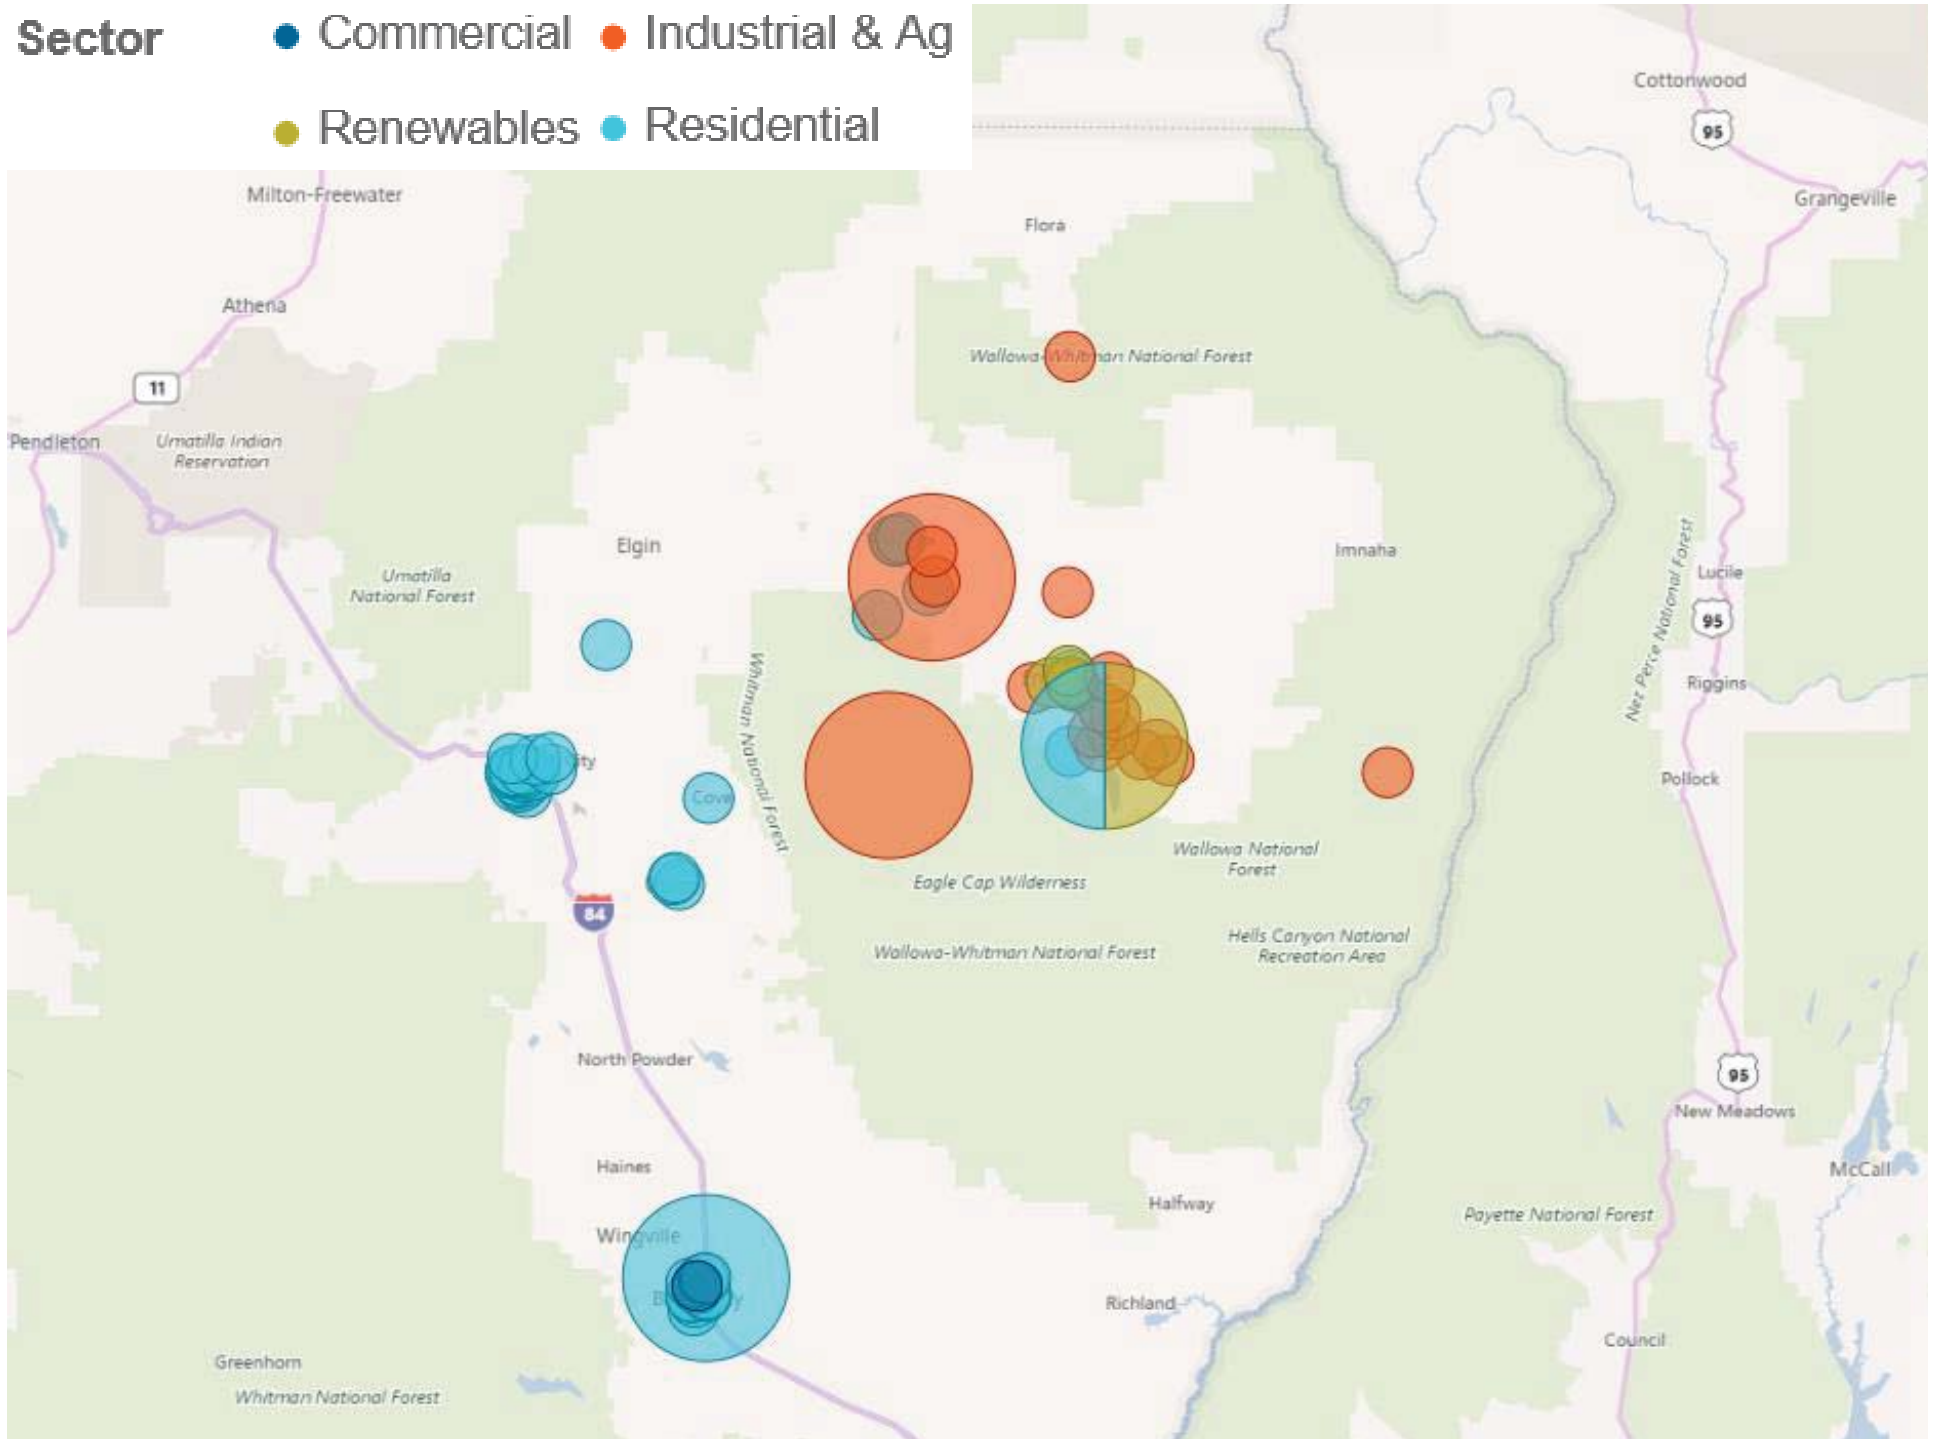 Sector
Commercial
Industrial & Ag
Renewables
Residential
Cottonwood
95
Grangeville
Milton-Freewater
Flora
Athena
Wallowa-Whitman National Forest
11
Pendleton
Umatilla Indian
Reservation
Elgin
Imnaha
Umatilla
National Forest
Nez Perce National Forest
Lucile
95
Riggins
Whitman National Forest
ity
Cove
Pollock
Wallowa National
Forest
Eagle Cap Wilderness
84
Wallowa-Whitman National Forest
Hells Canyon National
Recreation Area
North Powder
95
New Meadows
Haines
McCall
Halfway
Payette National Forest
Wingville
B y
Richland
Council
Greenhorn
Whitman National Forest